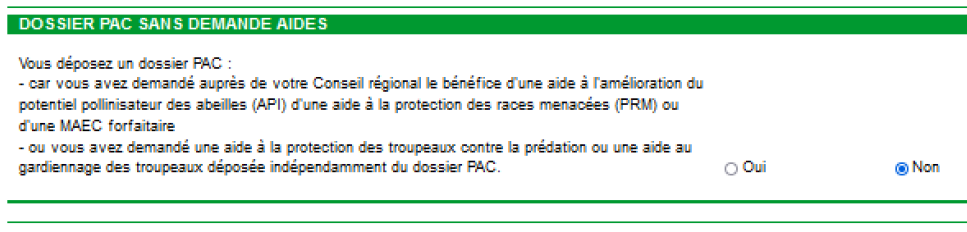 DOSSIER PAC SANS DEMANDE AIDES
Vous déposez un dossier PAC :
- car vous avez demandé auprès de votre Conseil régional le bénéfice d'une aide à l'amélioration du
potentiel pollinisateur des abeilles (API) d'une aide à la protection des races menacées (PRM) ou
d'une MAEC forfaitaire
- ou vous avez demandé une aide à la protection des troupeaux contre la prédation ou une aide au
gardiennage des troupeaux déposée indépendamment du dossier PAC. Oui Non